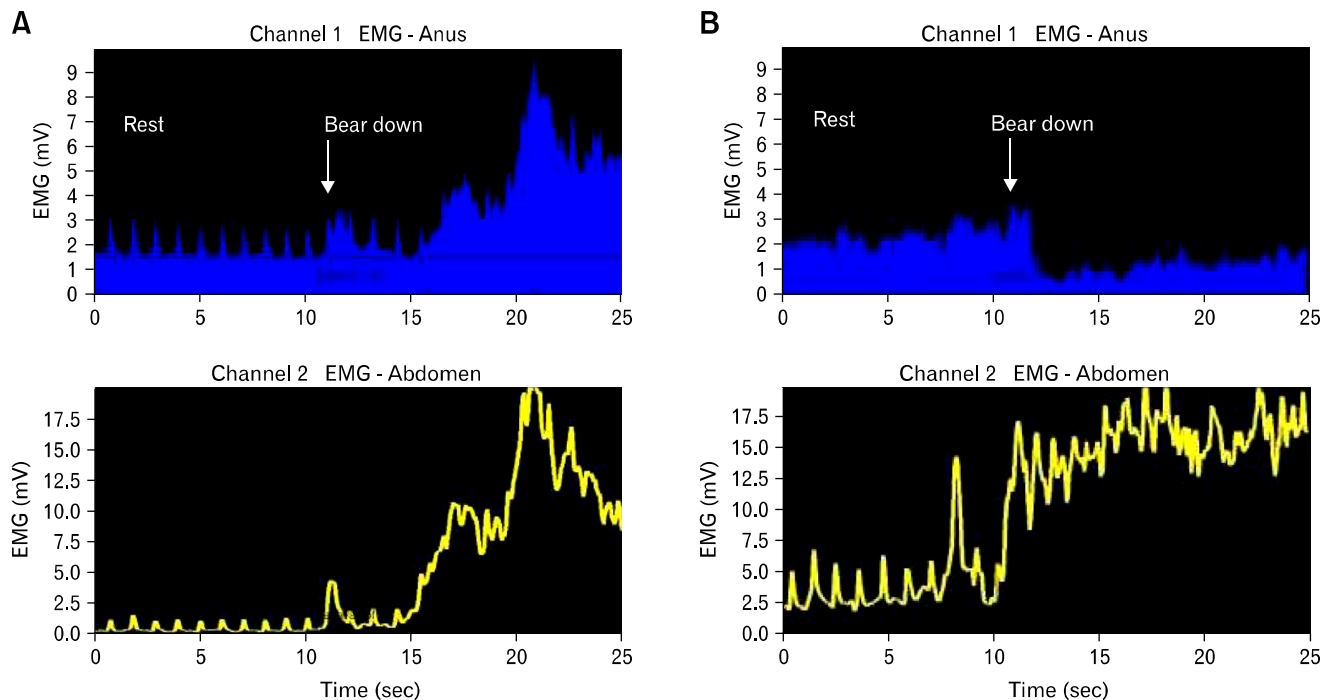 A
Channel 1 EMG - Anus
EMG (mV)
9
8
7
6
5
4
3
2
1
0
Rest
Bear down
0 5 10 15 20 25
Channel 2 EMG - Abdomen
EMG (mV)
17.5
15.0
12.5
10.0
7.5
5.0
2.5
0.0
0 5 10 15 20 25
Time (sec)
B
Channel 1 EMG - Anus
EMG (mV)
9
8
7
6
5
4
3
2
1
0
Rest
Bear down
0 5 10 15 20 25
Channel 2 EMG - Abdomen
EMG (mV)
17.5
15.0
12.5
10.0
7.5
5.0
2.5
0.0
0 5 10 15 20 25
Time (sec)